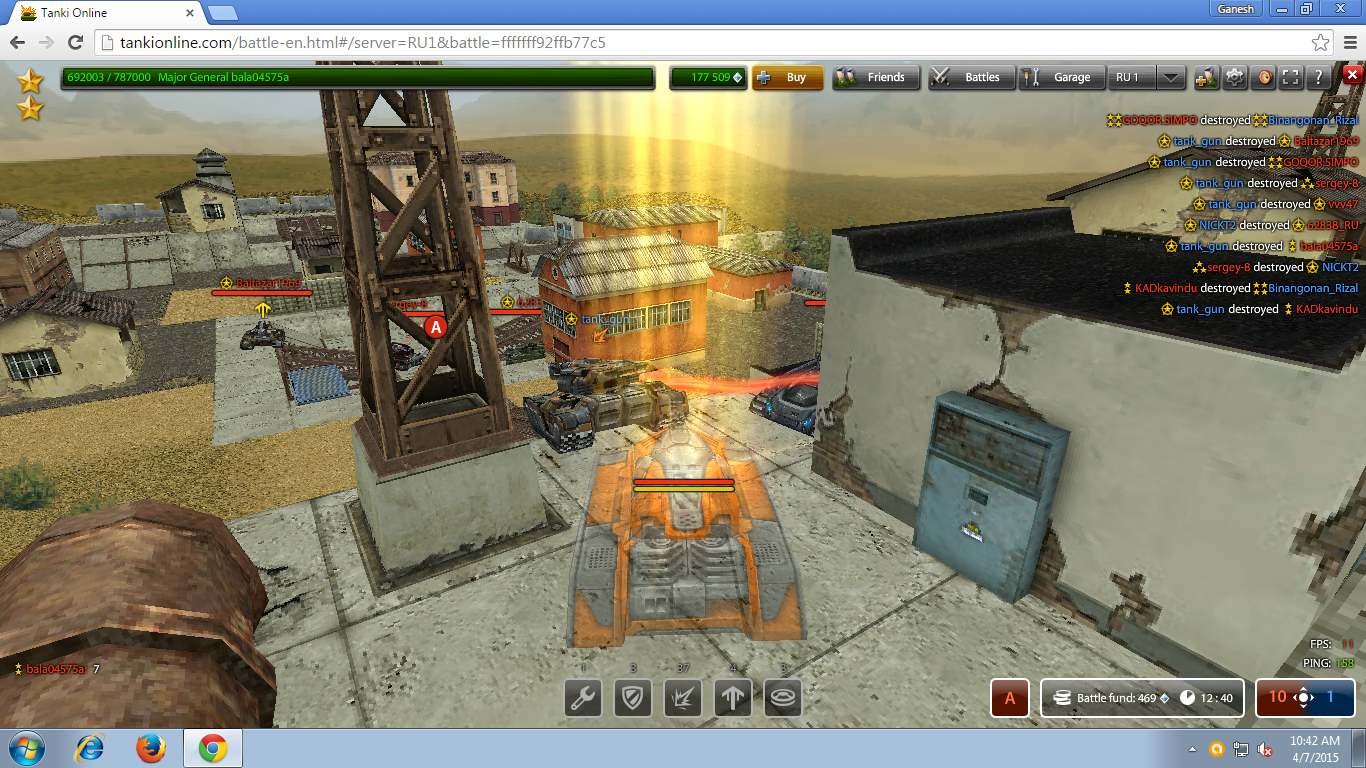 Tanki Online
Ganesh
tankionline.com/battle-en.html#/server=RU1&battle=fffffff92ffb77c5
692003 / 787000 Major General bala04575a
177 509
Buy
Friends
Battles
Garage
RU 1
?
GOQOR.SIMPO destroyed Binangonan_Rizal
tank_gun destroyed Baltazar1969
tank_gun destroyed GOQOR.SIMPO
tank_gun destroyed sergey-8
tank_gun destroyed vvv47
NICKT2 destroyed 62838_RU
tank_gun destroyed bala04575a
sergey-8 destroyed NICKT2
KADkavindu destroyed Binangonan_Rizal
tank_gun destroyed KADkavindu
Baltazar1969
ergey-8
tank_gun
A
FPS: 11
PING: 158
bala04575a 7
1 3 37 4 3
A
Battle fund: 469
12 : 40
10 1
10:42 AM
4/7/2015